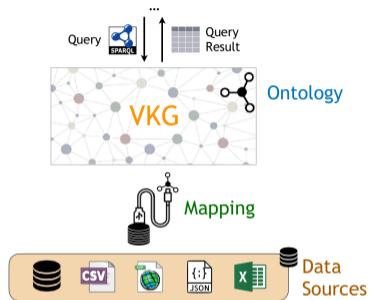 ...
Query
SPARQL
Query
Result
VKG
Ontology
Mapping
CSV
{:}
JSON
X
Data
Sources